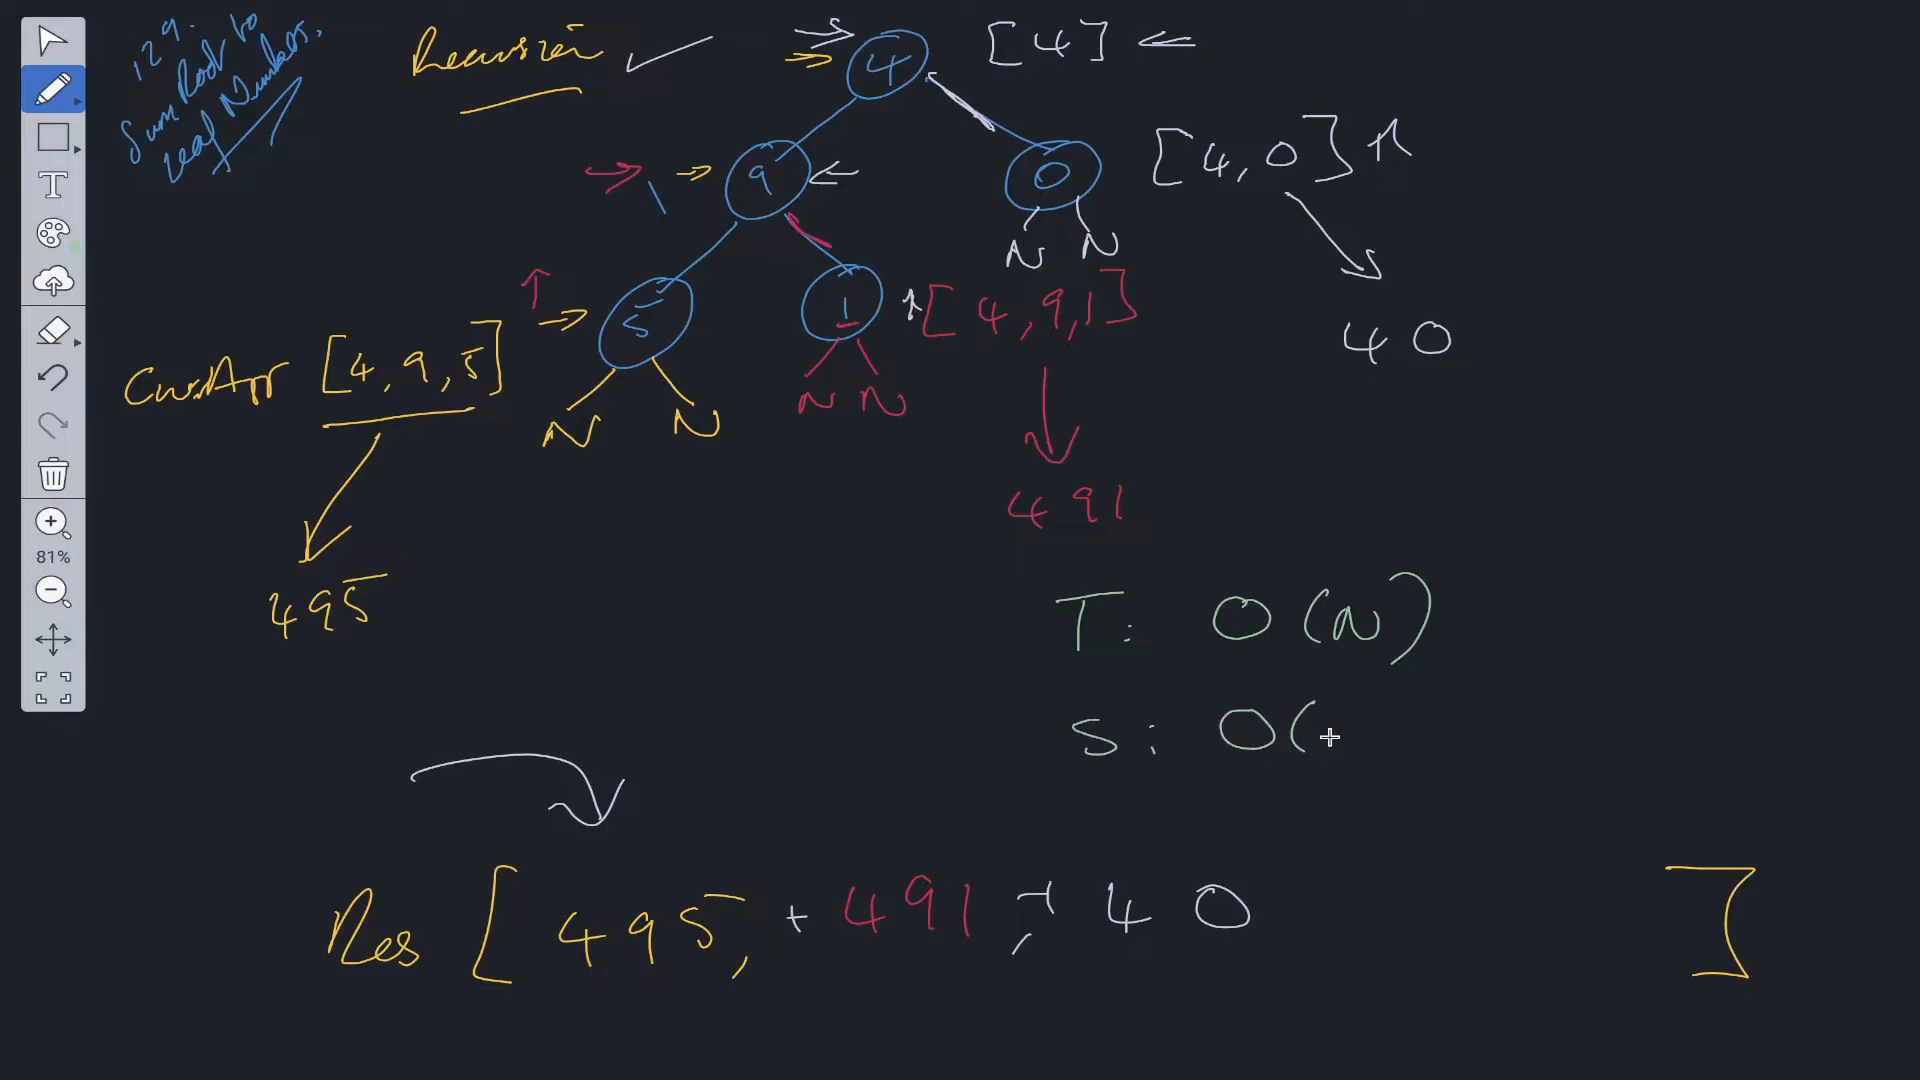 129.
Sum Root to
Leaf Numbers.
Recursion
4
[4]
9
0
[4, 0]
N N
5
1
[4, 9, 1]
CurrArr [4, 9, 5]
N N
N N
40
491
495
T: O(N)
S: O(
Res [495, + 491, + 40 ]
81%
T